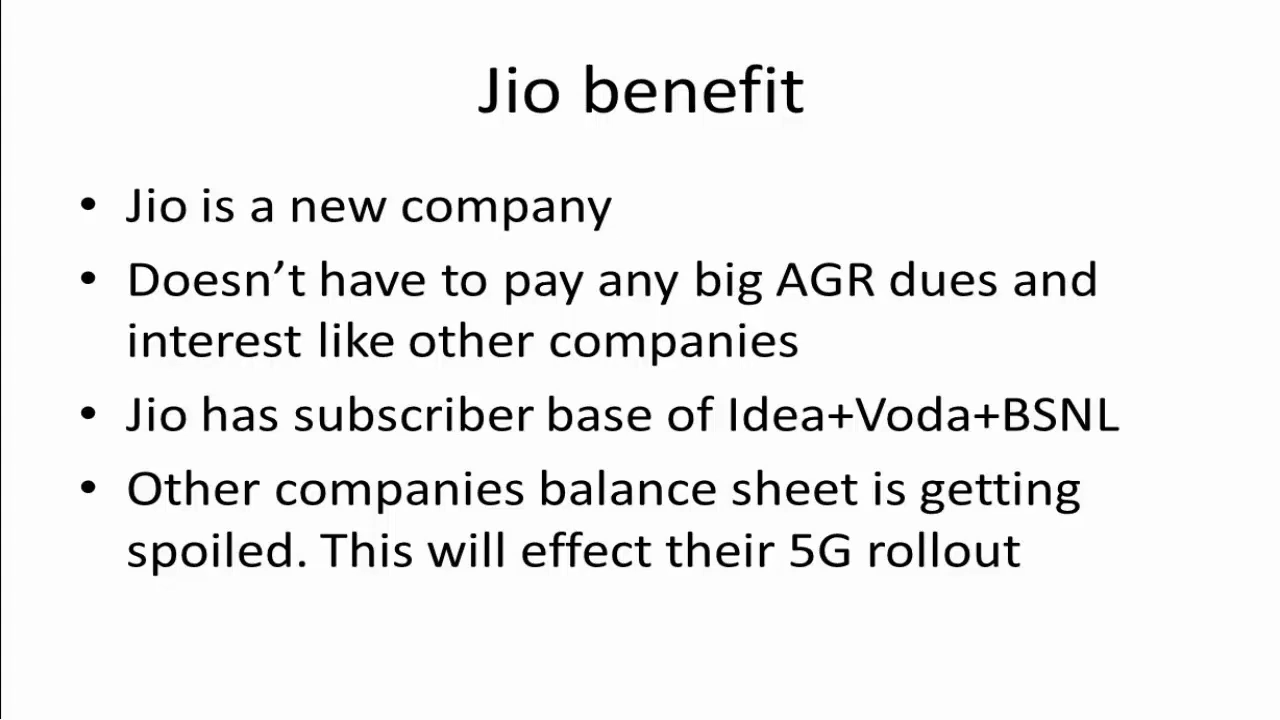 Jio benefit
• Jio is a new company
• Doesn’t have to pay any big AGR dues and
interest like other companies
• Jio has subscriber base of Idea+Voda+BSNL
• Other companies balance sheet is getting
spoiled. This will effect their 5G rollout